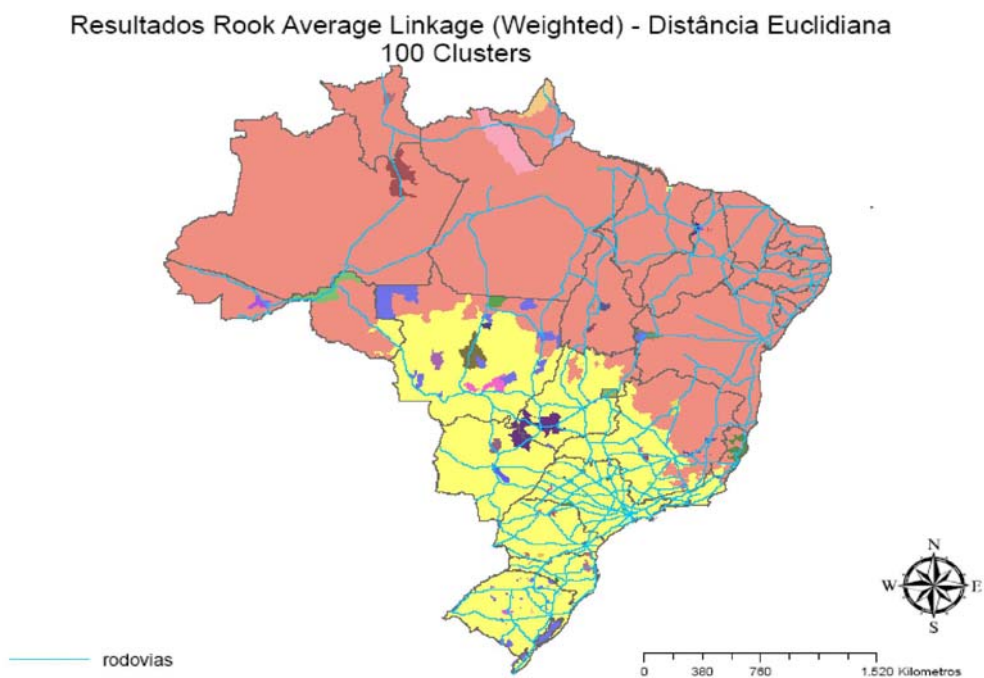 Resultados Rook Average Linkage (Weighted) - Distância Euclidiana
100 Clusters
N
W
E
S
rodovias
0 380 760 1.520 Kilometros